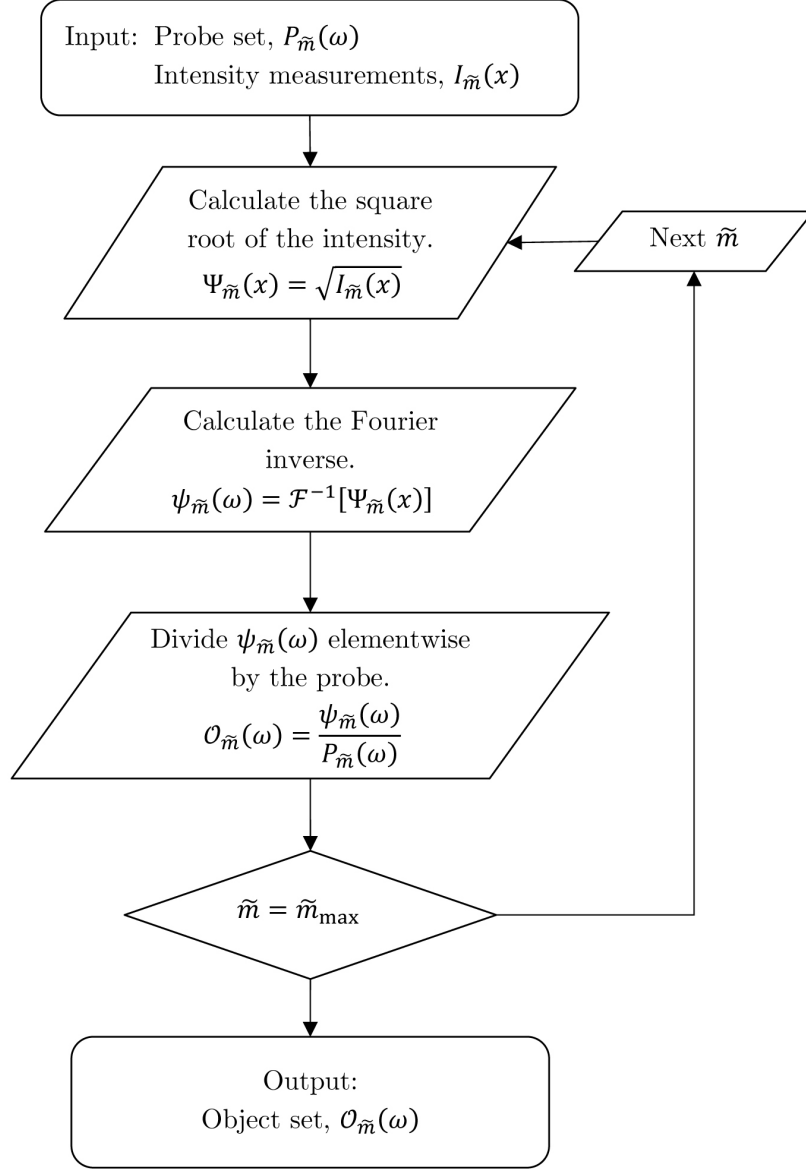 Input: Probe set, P_m̃(ω)
Intensity measurements, I_m̃(x)
Calculate the square
root of the intensity.
Ψ_m̃(x) = √I_m̃(x)
Next m̃
Calculate the Fourier
inverse.
ψ_m̃(ω) = ℱ⁻¹[Ψ_m̃(x)]
Divide ψ_m̃(ω) elementwise
by the probe.
𝒪_m̃(ω) = ψ_m̃(ω) / P_m̃(ω)
m̃ = m̃_max
Output:
Object set, 𝒪_m̃(ω)